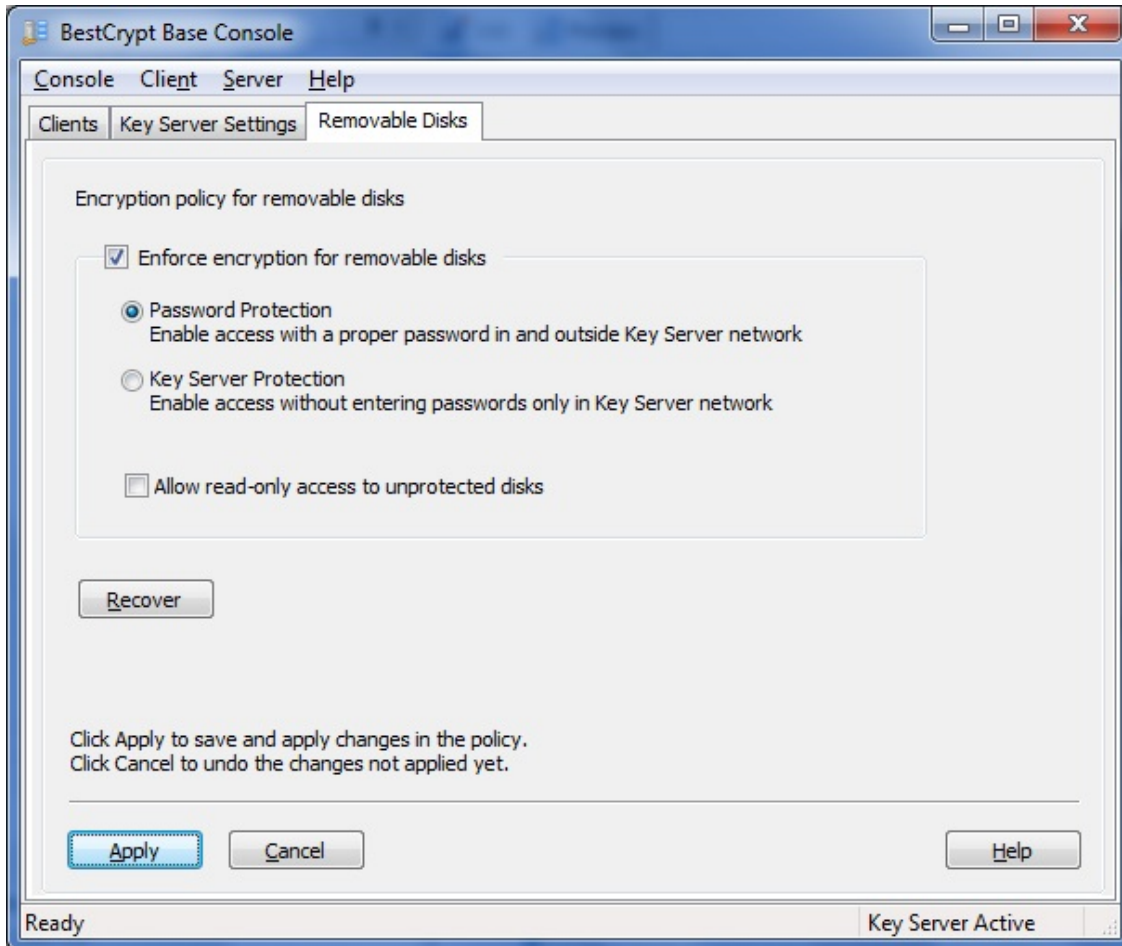 BestCrypt Base Console
Console Client Server Help
Clients Key Server Settings Removable Disks
Encryption policy for removable disks
Enforce encryption for removable disks
Password Protection
Enable access with a proper password in and outside Key Server network
Key Server Protection
Enable access without entering passwords only in Key Server network
Allow read-only access to unprotected disks
Recover
Click Apply to save and apply changes in the policy.
Click Cancel to undo the changes not applied yet.
Apply Cancel Help
Ready Key Server Active